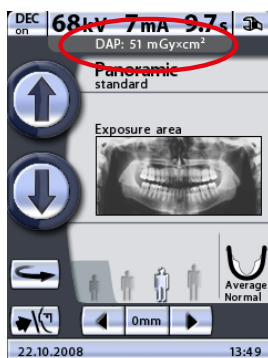 DEC on 68kV 7mA 9.7s
DAP: 51 mGy×cm²
Panoramic
standard
Exposure area
Average
Normal
0mm
22.10.2008 13:49